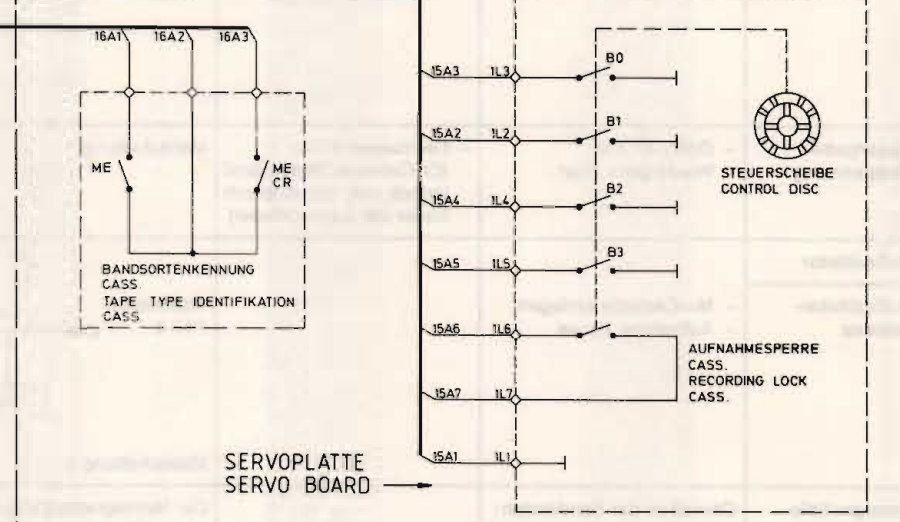 16A1
16A2
16A3
ME
ME
CR
BANDSORTENKENNUNG
CASS.
TAPE TYPE IDENTIFIKATION
CASS.
15A3
1L3
B0
15A2
1L2
B1
15A4
1L4
B2
15A5
1L5
B3
15A6
1L6
15A7
1L7
15A1
1L1
STEUERSCHEIBE
CONTROL DISC
AUFNAHMESPERRE
CASS.
RECORDING LOCK
CASS.
SERVOPLATTE
SERVO BOARD